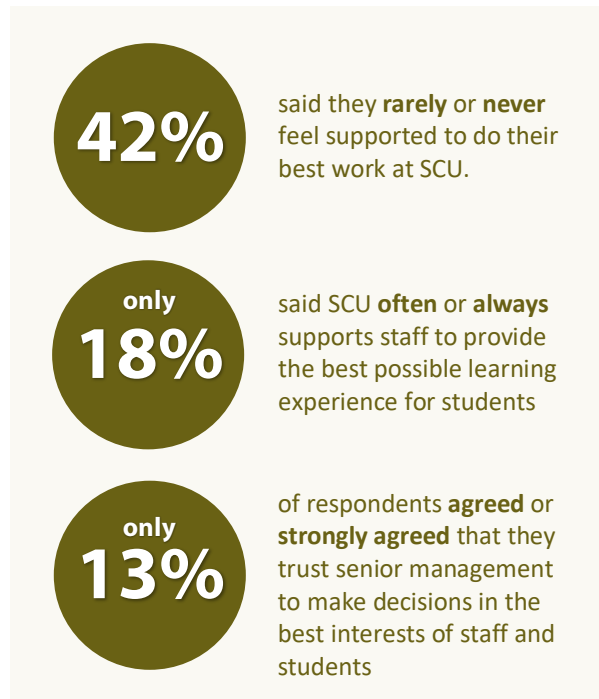 42%
said they rarely or never
feel supported to do their
best work at SCU.
only
18%
said SCU often or always
supports staff to provide
the best possible learning
experience for students
only
13%
of respondents agreed or
strongly agreed that they
trust senior management
to make decisions in the
best interests of staff and
students